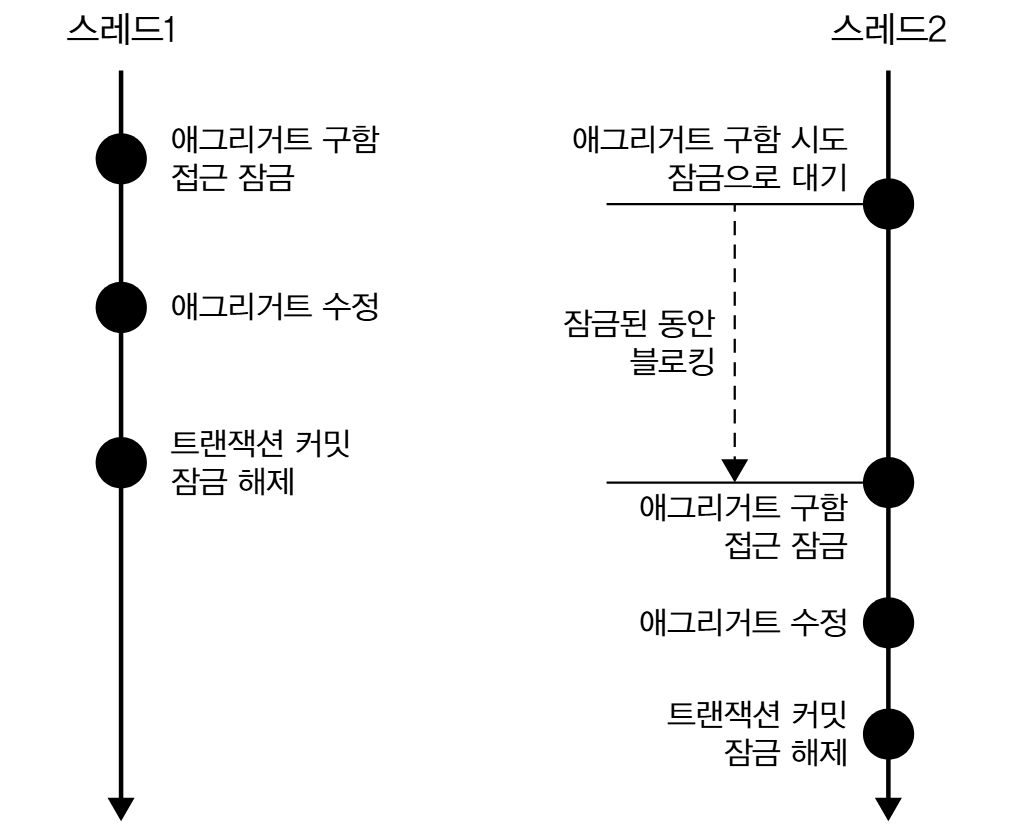 스레드1
애그리거트 구함
접근 잠금
애그리거트 수정
트랜잭션 커밋
잠금 해제
스레드2
애그리거트 구함 시도
잠금으로 대기
잠금된 동안
블로킹
애그리거트 구함
접근 잠금
애그리거트 수정
트랜잭션 커밋
잠금 해제